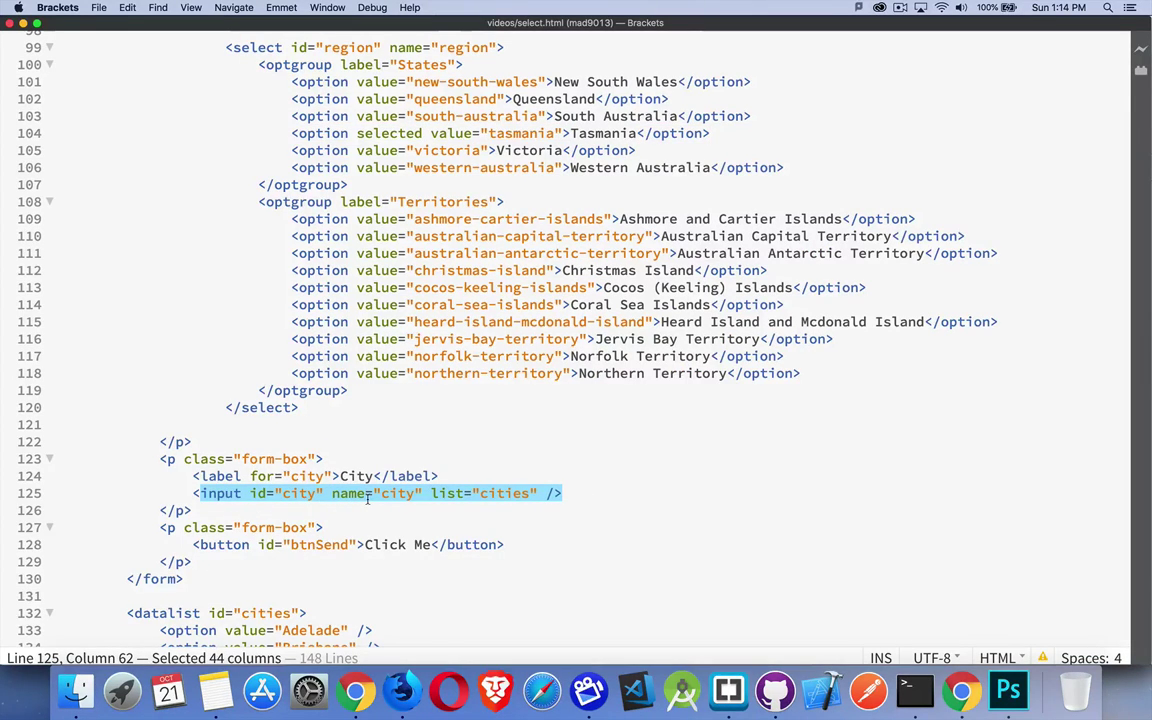 Brackets File Edit Find View Navigate Emmet Window Debug Help 100% Sun 1:14 PM
videos/select.html (mad9013) — Brackets
98
99 <select id="region" name="region">
100 <optgroup label="States">
101 <option value="new-south-wales">New South Wales</option>
102 <option value="queensland">Queensland</option>
103 <option value="south-australia">South Australia</option>
104 <option selected value="tasmania">Tasmania</option>
105 <option value="victoria">Victoria</option>
106 <option value="western-australia">Western Australia</option>
107 </optgroup>
108 <optgroup label="Territories">
109 <option value="ashmore-cartier-islands">Ashmore and Cartier Islands</option>
110 <option value="australian-capital-territory">Australian Capital Territory</option>
111 <option value="australian-antarctic-territory">Australian Antarctic Territory</option>
112 <option value="christmas-island">Christmas Island</option>
113 <option value="cocos-keeling-islands">Cocos (Keeling) Islands</option>
114 <option value="coral-sea-islands">Coral Sea Islands</option>
115 <option value="heard-island-mcdonald-island">Heard Island and Mcdonald Island</option>
116 <option value="jervis-bay-territory">Jervis Bay Territory</option>
117 <option value="norfolk-territory">Norfolk Territory</option>
118 <option value="northern-territory">Northern Territory</option>
119 </optgroup>
120 </select>
121
122 </p>
123 <p class="form-box">
124 <label for="city">City</label>
125 <input id="city" name="city" list="cities" />
126 </p>
127 <p class="form-box">
128 <button id="btnSend">Click Me</button>
129 </p>
130 </form>
131
132 <datalist id="cities">
133 <option value="Adelade" />
134 <option value="Brisbane" />
Line 125, Column 62 — Selected 44 columns — 148 Lines INS UTF-8 HTML Spaces: 4
OCT
21
Ps